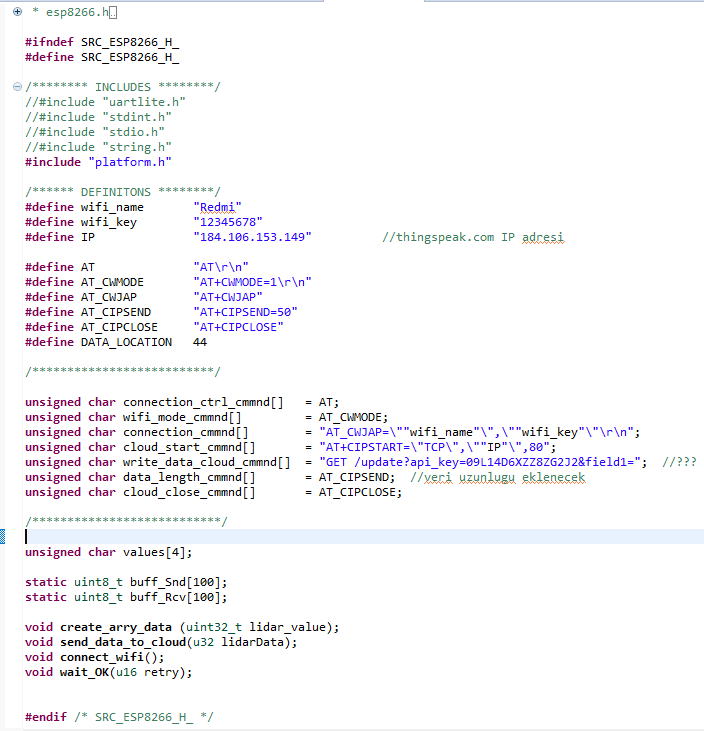 * esp8266.h
#ifndef SRC_ESP8266_H_
#define SRC_ESP8266_H_
/******** INCLUDES ********/
//#include "uartlite.h"
//#include "stdint.h"
//#include "stdio.h"
//#include "string.h"
#include "platform.h"
/****** DEFINITONS ********/
#define wifi_name       "Redmi"
#define wifi_key        "12345678"
#define IP              "184.106.153.149"          //thingspeak.com IP adresi
#define AT              "AT\r\n"
#define AT_CWMODE       "AT+CWMODE=1\r\n"
#define AT_CWJAP        "AT+CWJAP"
#define AT_CIPSEND      "AT+CIPSEND=50"
#define AT_CIPCLOSE     "AT+CIPCLOSE"
#define DATA_LOCATION   44
/**************************/
unsigned char connection_ctrl_cmmnd[]   = AT;
unsigned char wifi_mode_cmmnd[]         = AT_CWMODE;
unsigned char connection_cmmnd[]        = "AT_CWJAP=\""wifi_name"\",\""wifi_key"\"\r\n";
unsigned char cloud_start_cmmnd[]       = "AT+CIPSTART=\"TCP\",\""IP"\",80";
unsigned char write_data_cloud_cmmnd[]  = "GET /update?api_key=09L14D6XZZ8ZG2J2&field1=";  //???
unsigned char data_length_cmmnd[]       = AT_CIPSEND;  //veri uzunlugu eklenecek
unsigned char cloud_close_cmmnd[]       = AT_CIPCLOSE;
/***************************/
unsigned char values[4];
static uint8_t buff_Snd[100];
static uint8_t buff_Rcv[100];
void create_arry_data (uint32_t lidar_value);
void send_data_to_cloud(u32 lidarData);
void connect_wifi();
void wait_OK(u16 retry);
#endif /* SRC_ESP8266_H_ */